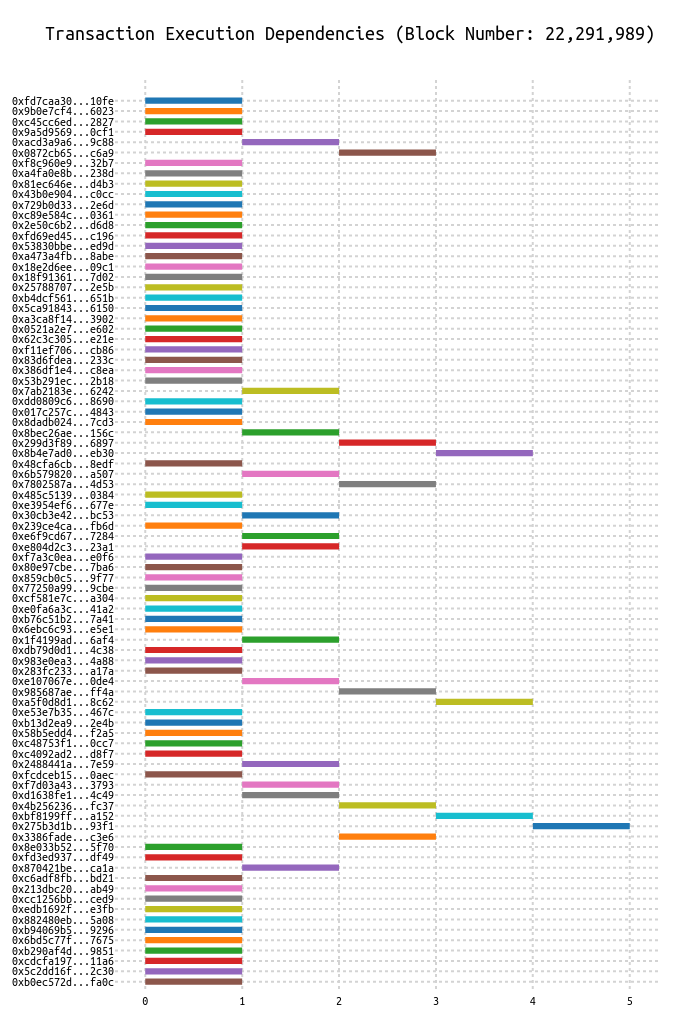 Transaction Execution Dependencies (Block Number: 22,291,989)
0xfd7caa30...10fe
0x9b0e7cf4...6023
0xc45cc6ed...2827
0x9a5d9569...0cf1
0xacd3a9a6...9c88
0x0872cb65...c6a9
0xf8c960e9...32b7
0xa4fa0e8b...238d
0x81ec646e...d4b3
0x43b0e904...c0cc
0x729b0d33...2e6d
0xc89e584c...0361
0x2e50c6b2...d6d8
0xfd69ed45...c196
0x53830bbe...ed9d
0xa473a4fb...8abe
0x18e2d6ee...09c1
0x18f91361...7d02
0x25788707...2e5b
0xb4dcf561...651b
0x5ca91843...6150
0xa3ca8f14...3902
0x0521a2e7...e602
0x62c3c305...e21e
0xf11ef706...cb86
0x83d6fdea...233c
0x386df1e4...c8ea
0x53b291ec...2b18
0x7ab2183e...6242
0xdd0809c6...8690
0x017c257c...4843
0x8dadb024...7cd3
0x8bec26ae...156c
0x299d3f89...6897
0x8b4e7ad0...eb30
0x48cfa6cb...8edf
0x6b579820...a507
0x7802587a...4d53
0x485c5139...0384
0xe3954ef6...677e
0x30cb3e42...bc53
0x239ce4ca...fb6d
0xe6f9cd67...7284
0xe804d2c3...23a1
0xf7a3c0ea...e0f6
0x80e97cbe...7ba6
0x859cb0c5...9f77
0x77250a99...9cbe
0xcf581e7c...a304
0xe0fa6a3c...41a2
0xb76c51b2...7a41
0x6ebc6c93...e5e1
0x1f4199ad...6af4
0xdb79d0d1...4c38
0x983e0ea3...4a88
0x283fc233...a17a
0xe107067e...0de4
0x985687ae...ff4a
0xa5f0d8d1...8c62
0xe53e7b35...467c
0xb13d2ea9...2e4b
0x58b5edd4...f2a5
0xc48753f1...0cc7
0xc4092ad2...d8f7
0x2488441a...7e59
0xfcdceb15...0aec
0xf7d03a43...3793
0xd1638fe1...4c49
0x4b256236...fc37
0xbf8199ff...a152
0x275b3d1b...93f1
0x3386fade...c3e6
0x8e033b52...5f70
0xfd3ed937...df49
0x870421be...ca1a
0xc6adf8fb...bd21
0x213dbc20...ab49
0xcc1256bb...ced9
0xedb1692f...e3fb
0x882480eb...5a08
0xb94069b5...9296
0x6bd5c77f...7675
0xb290af4d...9851
0xcdcfa197...11a6
0x5c2dd16f...2c30
0xb0ec572d...fa0c
0 1 2 3 4 5